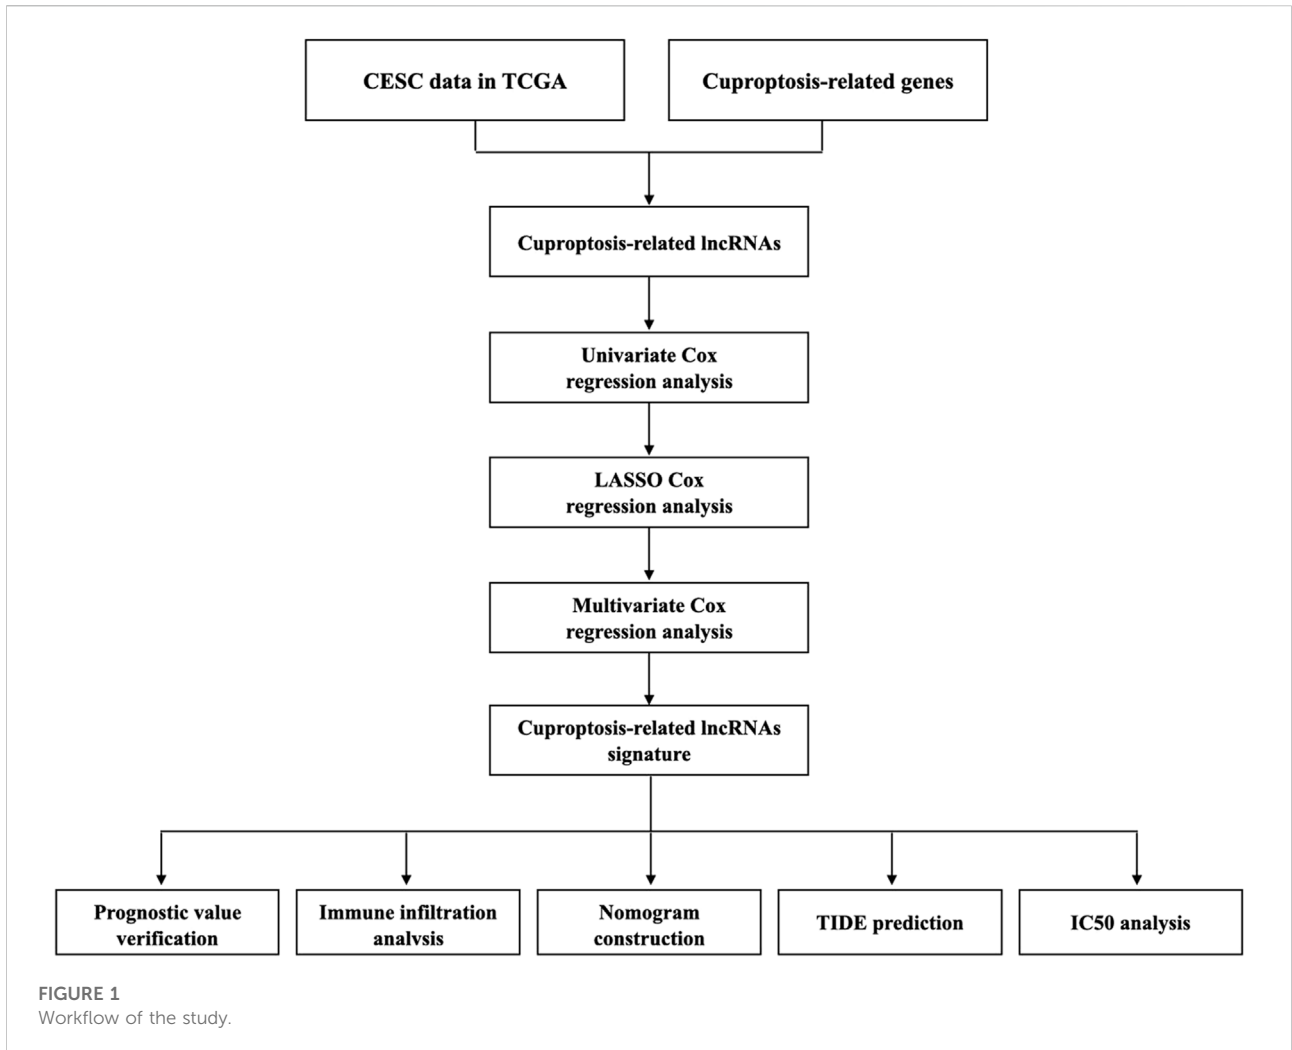 CESC data in TCGA
Cuproptosis-related genes
Cuproptosis-related lncRNAs
Univariate Cox
regression analysis
LASSO Cox
regression analysis
Multivariate Cox
regression analysis
Cuproptosis-related lncRNAs
signature
Prognostic value
verification
Immune infiltration
analvsis
Nomogram
construction
TIDE prediction
IC50 analysis
FIGURE 1
Workflow of the study.